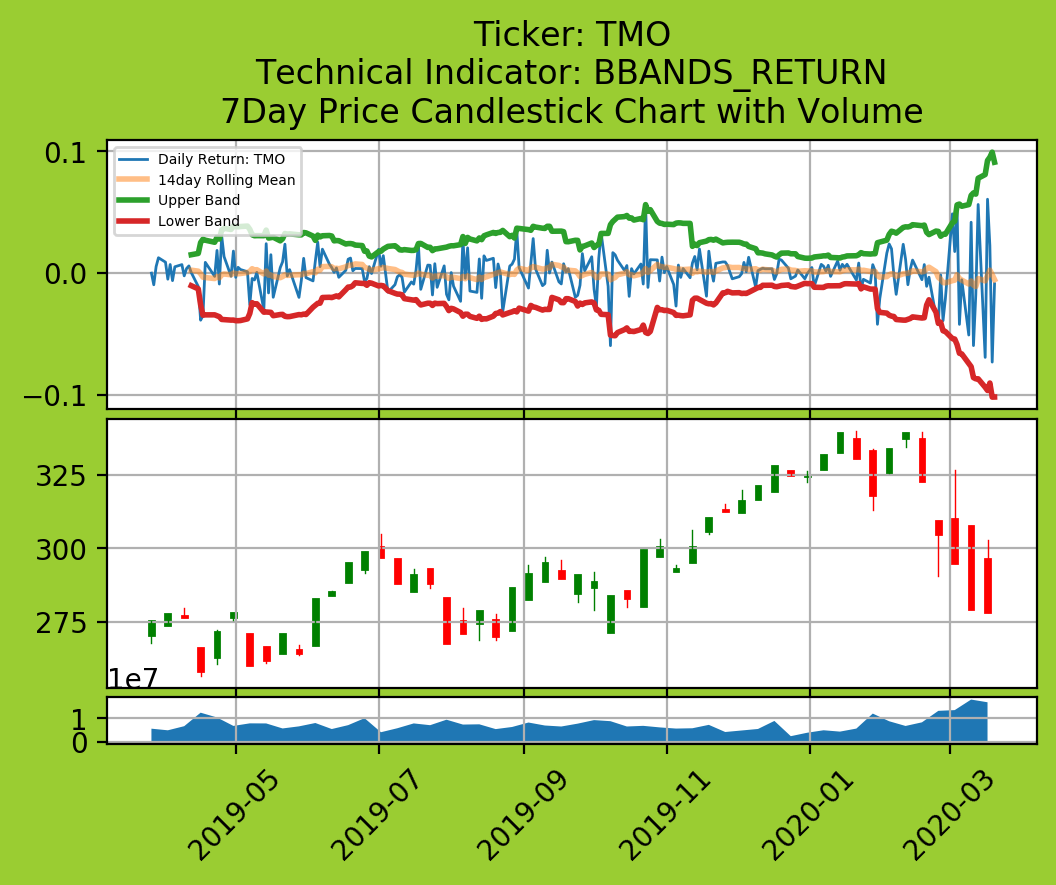 Ticker: TMO
Technical Indicator: BBANDS_RETURN
7Day Price Candlestick Chart with Volume
0.1
0.0
−0.1
Daily Return: TMO
14day Rolling Mean
Upper Band
Lower Band
325
300
275
1e7
1
0
2019-05
2019-07
2019-09
2019-11
2020-01
2020-03